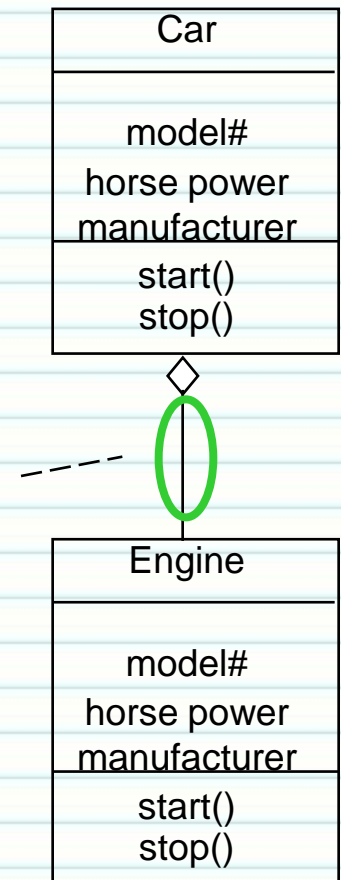 Car
model#
horse power
manufacturer
start()
stop()
Engine
model#
horse power
manufacturer
start()
stop()